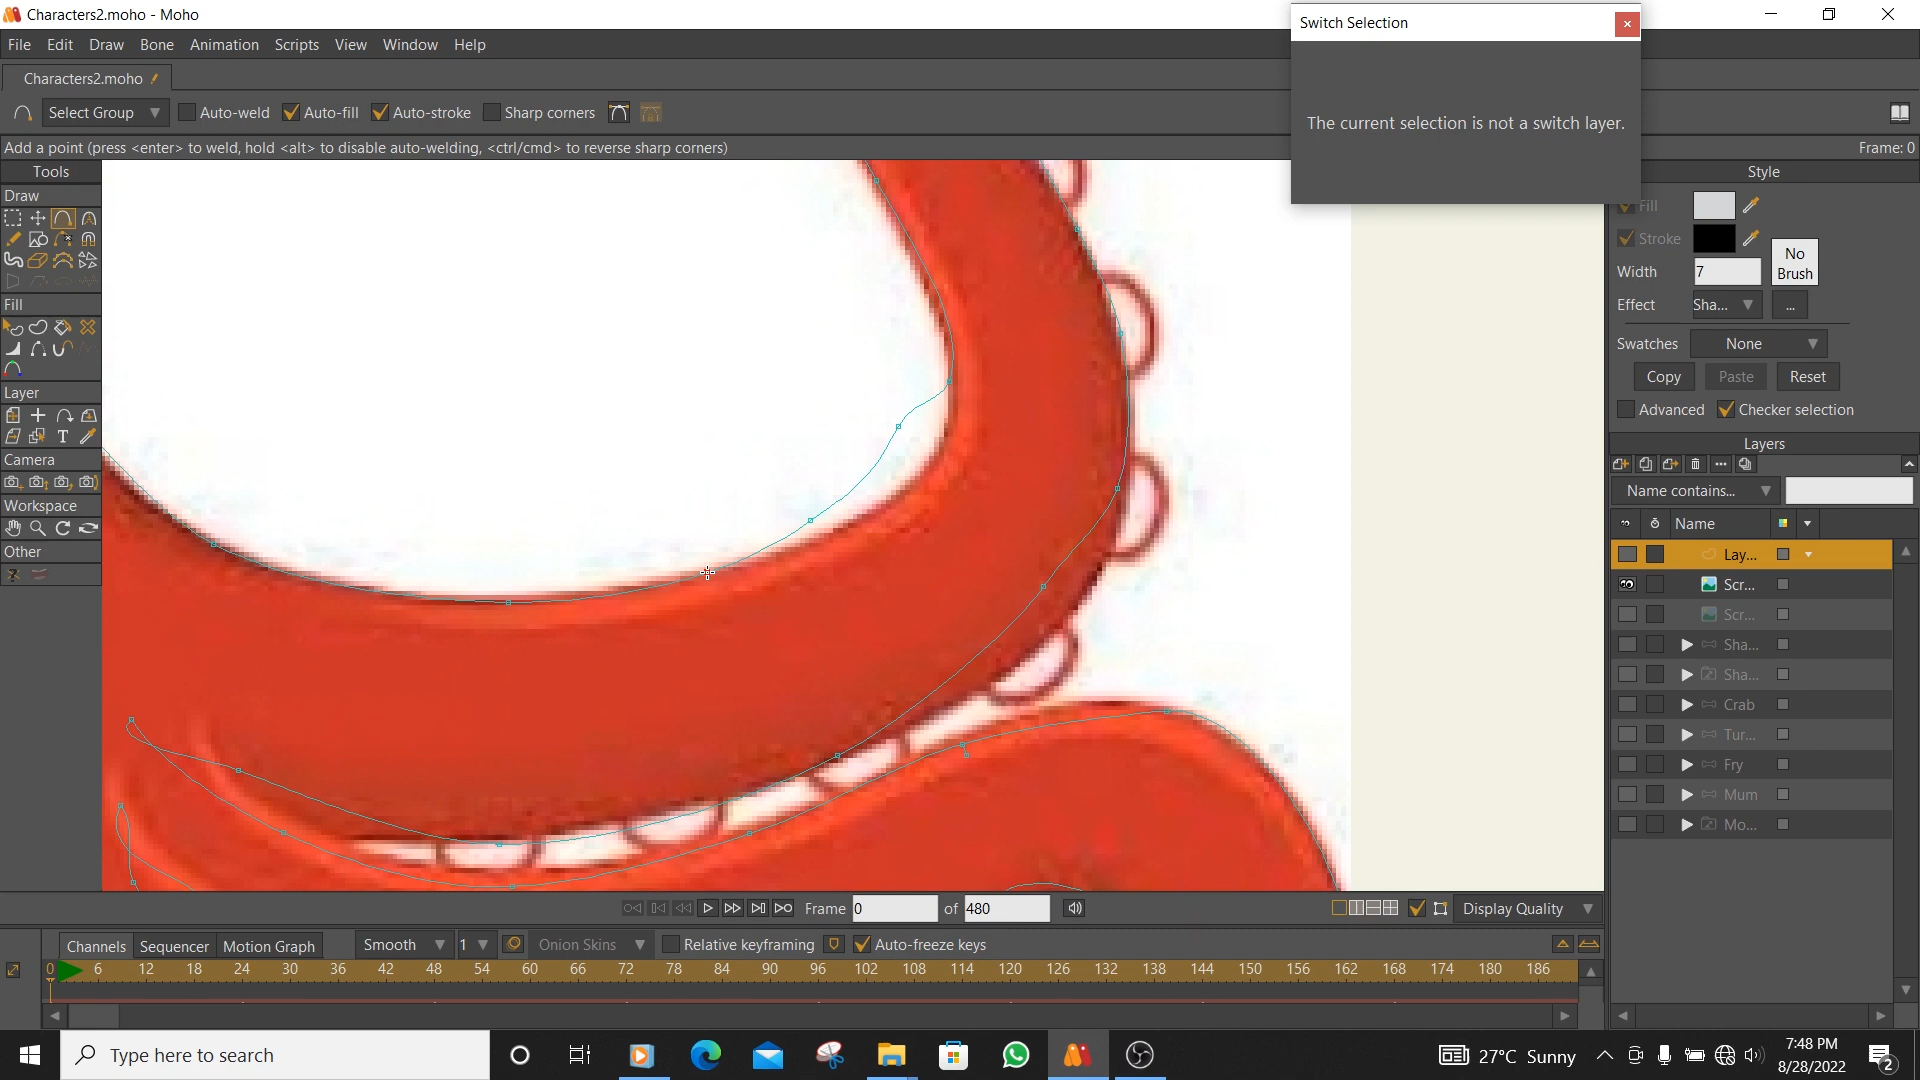 Characters2.moho - Moho
Switch Selection
File Edit Draw Bone Animation Scripts View Window Help
Characters2.moho
Select Group Auto-weld Auto-fill Auto-stroke Sharp corners
The current selection is not a switch layer.
Add a point (press <enter> to weld, hold <alt> to disable auto-welding, <ctrl/cmd> to reverse sharp corners)
Frame: 0
Tools
Style
Draw
Fill
Stroke
No Brush
Width 7
Effect Sha... ...
Fill
Swatches None
Copy Paste Reset
Layer
Advanced Checker selection
Layers
Camera
Name contains...
Workspace
Name
Other
Lay...
Scr...
Scr...
Sha...
Sha...
Crab
Tur...
Fry
Mum
Mo...
Frame 0 of 480
Display Quality
Channels Sequencer Motion Graph Smooth 1 Onion Skins Relative keyframing Auto-freeze keys
0 6 12 18 24 30 36 42 48 54 60 66 72 78 84 90 96 102 108 114 120 126 132 138 144 150 156 162 168 174 180 186
Type here to search
27°C Sunny
7:48 PM
8/28/2022
2